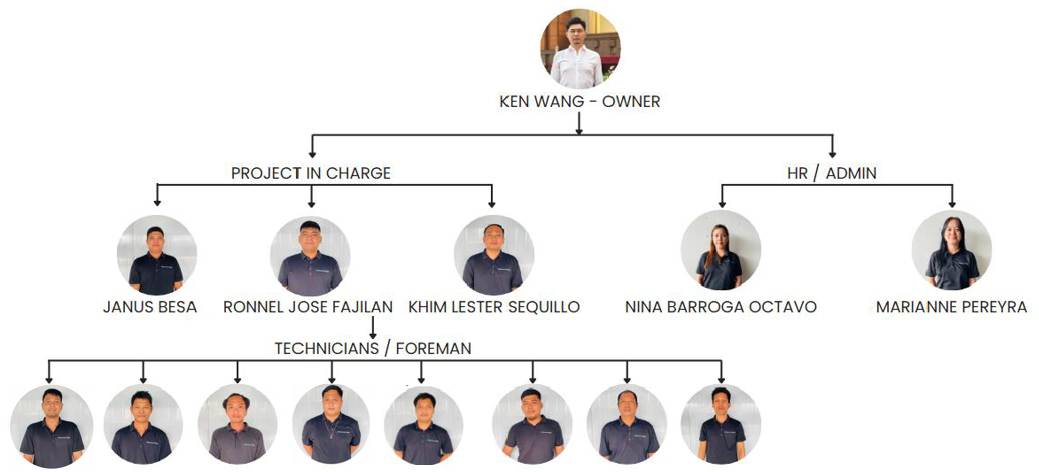 KEN WANG - OWNER
PROJECT IN CHARGE
HR / ADMIN
JANUS BESA
RONNEL JOSE FAJILAN
KHIM LESTER SEQUILLO
NINA BARROGA OCTAVO
MARIANNE PEREYRA
TECHNICIANS / FOREMAN